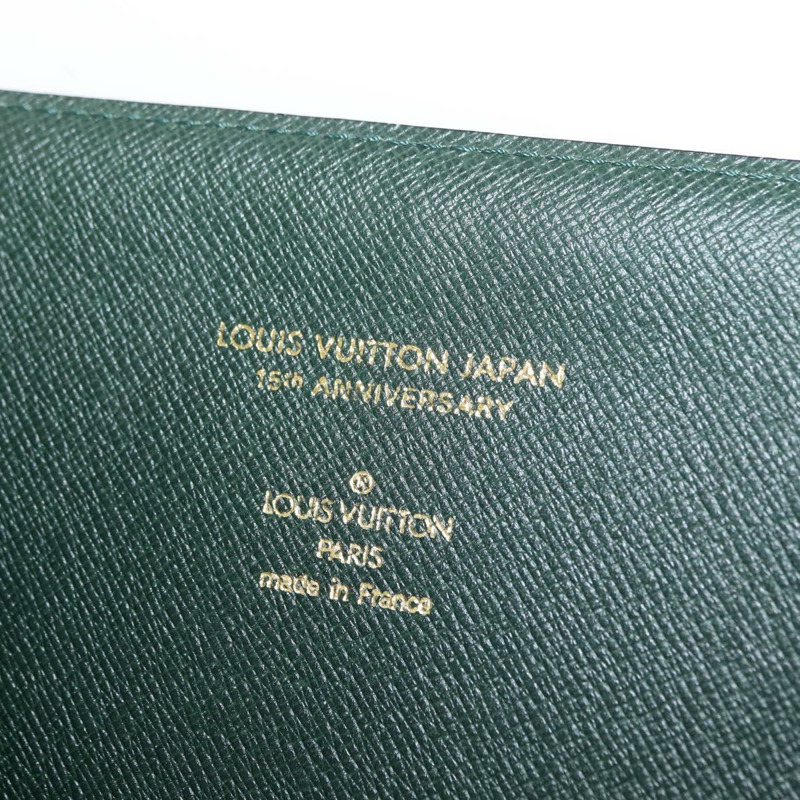 LOUIS VUITTON JAPAN
15th ANNIVERSARY
®
LOUIS VUITTON
PARIS
made in France